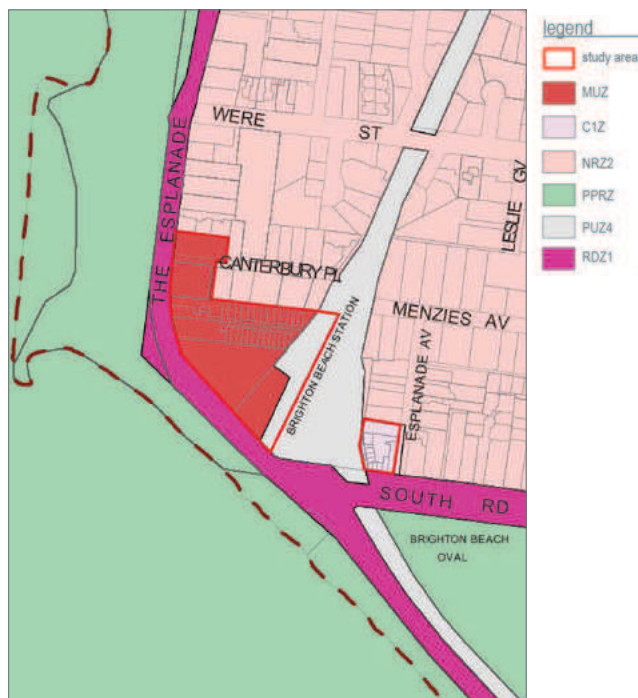 WERE ST
THE ESPLANADE
LESLIE GV
CANTERBURY PL
MENZIES AV
BRIGHTON BEACH STATION
ESPLANADE AV
SOUTH RD
BRIGHTON BEACH
OVAL
legend
study area
MUZ
C1Z
NRZ2
PPRZ
PUZ4
RDZ1